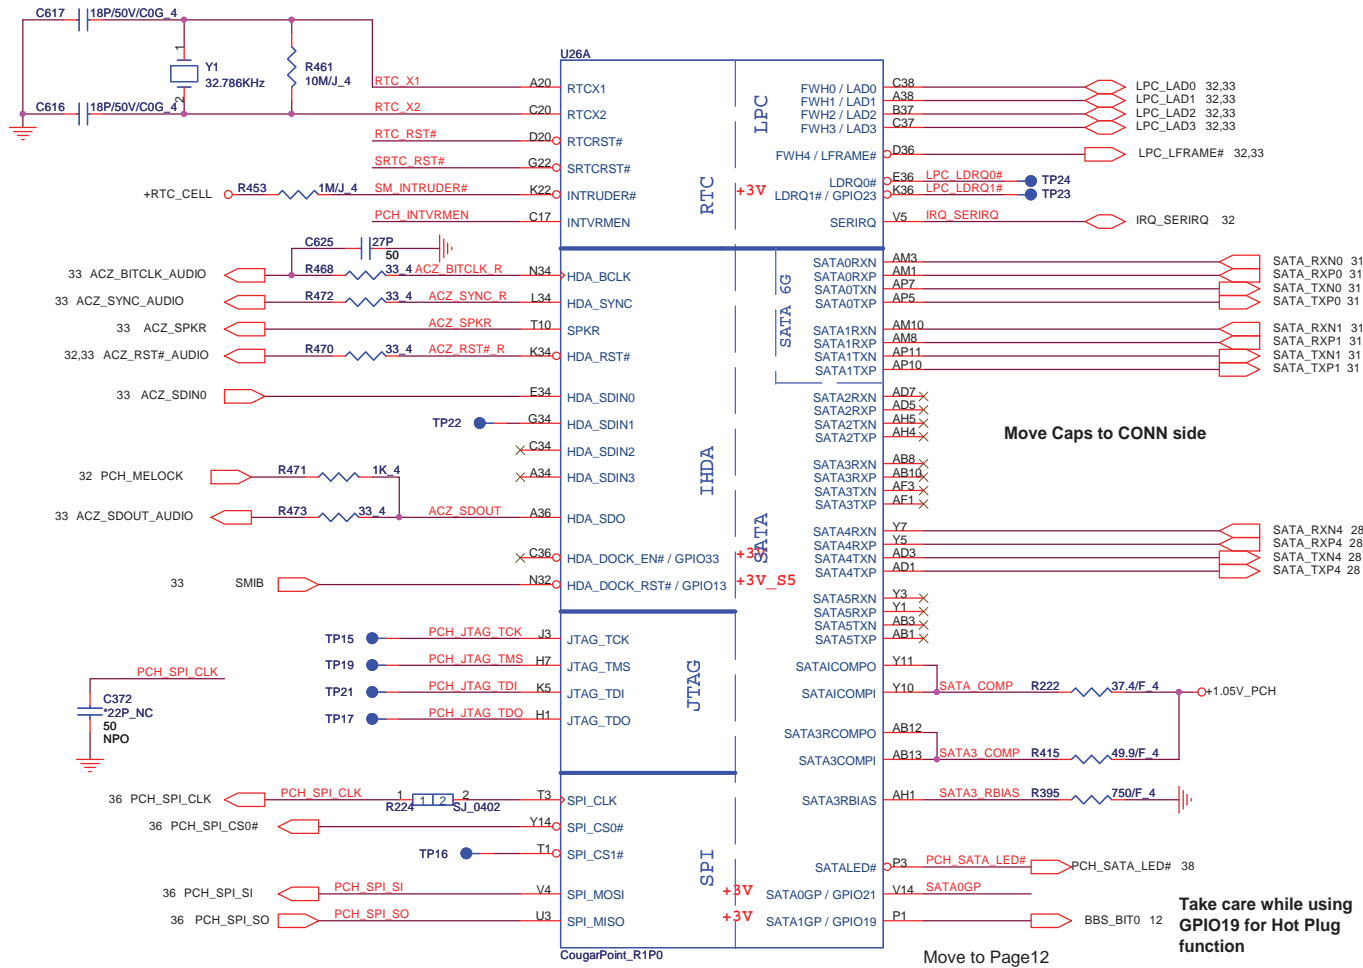 C617 18P/50V/C0G_4
Y1
32.786KHz
1
2
R461
10M/J_4
C616 18P/50V/C0G_4
RTC_X1 A20 RTCX1
RTC_X2 C20 RTCX2
RTC_RST# D20 RTCRST#
SRTC_RST# G22 SRTCRST#
+RTC_CELL R453 1M/J_4 SM_INTRUDER# K22 INTRUDER#
PCH_INTVRMEN C17 INTVRMEN
U26A
RTC
LPC
+3V
C38 FWH0 / LAD0 LPC_LAD0 32,33
A38 FWH1 / LAD1 LPC_LAD1 32,33
B37 FWH2 / LAD2 LPC_LAD2 32,33
C37 FWH3 / LAD3 LPC_LAD3 32,33
FWH4 / LFRAME# D36 LPC_LFRAME# 32,33
LDRQ0# E36 LPC_LDRQ0# TP24
LDRQ1# / GPIO23 K36 LPC_LDRQ1# TP23
SERIRQ V5 IRQ_SERIRQ IRQ_SERIRQ 32
C625 27P
50
33 ACZ_BITCLK_AUDIO R468 33_4 ACZ_BITCLK_R N34 HDA_BCLK
33 ACZ_SYNC_AUDIO R472 33_4 ACZ_SYNC_R L34 HDA_SYNC
33 ACZ_SPKR ACZ_SPKR T10 SPKR
32,33 ACZ_RST#_AUDIO R470 33_4 ACZ_RST#_R K34 HDA_RST#
33 ACZ_SDIN0 E34 HDA_SDIN0
TP22 G34 HDA_SDIN1
C34 HDA_SDIN2
A34 HDA_SDIN3
32 PCH_MELOCK R471 1K_4
33 ACZ_SDOUT_AUDIO R473 33_4 ACZ_SDOUT A36 HDA_SDO
C36 HDA_DOCK_EN# / GPIO33 +3V
33 SMIB N32 HDA_DOCK_RST# / GPIO13 +3V_S5
IHDA
SATA
SATA 6G
SATA0RXN AM3 SATA_RXN0 31
SATA0RXP AM1 SATA_RXP0 31
SATA0TXN AP7 SATA_TXN0 31
SATA0TXP AP5 SATA_TXP0 31
SATA1RXN AM10 SATA_RXN1 31
SATA1RXP AM8 SATA_RXP1 31
SATA1TXN AP11 SATA_TXN1 31
SATA1TXP AP10 SATA_TXP1 31
SATA2RXN AD7
SATA2RXP AD5
SATA2TXN AH5
SATA2TXP AH4
Move Caps to CONN side
SATA3RXN AB8
SATA3RXP AB10
SATA3TXN AF3
SATA3TXP AF1
SATA4RXN Y7 SATA_RXN4 28
SATA4RXP Y5 SATA_RXP4 28
SATA4TXN AD3 SATA_TXN4 28
SATA4TXP AD1 SATA_TXP4 28
SATA5RXN Y3
SATA5RXP Y1
SATA5TXN AB3
SATA5TXP AB1
TP15 PCH_JTAG_TCK J3 JTAG_TCK
TP19 PCH_JTAG_TMS H7 JTAG_TMS
TP21 PCH_JTAG_TDI K5 JTAG_TDI
TP17 PCH_JTAG_TDO H1 JTAG_TDO
JTAG
SATAICOMPO Y11
SATAICOMPI Y10 SATA_COMP R222 37.4/F_4 +1.05V_PCH
SATA3RCOMPO AB12
SATA3COMPI AB13 SATA3_COMP R415 49.9/F_4
SATA3RBIAS AH1 SATA3_RBIAS R395 750/F_4
PCH_SPI_CLK
C372
*22P_NC
50
NPO
36 PCH_SPI_CLK PCH_SPI_CLK 1 1 2 2 T3 SPI_CLK
R224 SJ_0402
36 PCH_SPI_CS0# Y14 SPI_CS0#
TP16 T1 SPI_CS1#
36 PCH_SPI_SI PCH_SPI_SI V4 SPI_MOSI
36 PCH_SPI_SO PCH_SPI_SO U3 SPI_MISO
SPI
SATALED# P3 PCH_SATA_LED# PCH_SATA_LED# 38
+3V SATA0GP / GPIO21 V14 SATA0GP
+3V SATA1GP / GPIO19 P1 BBS_BIT0 12
CougarPoint_R1P0
Move to Page12
Take care while using
GPIO19 for Hot Plug
function